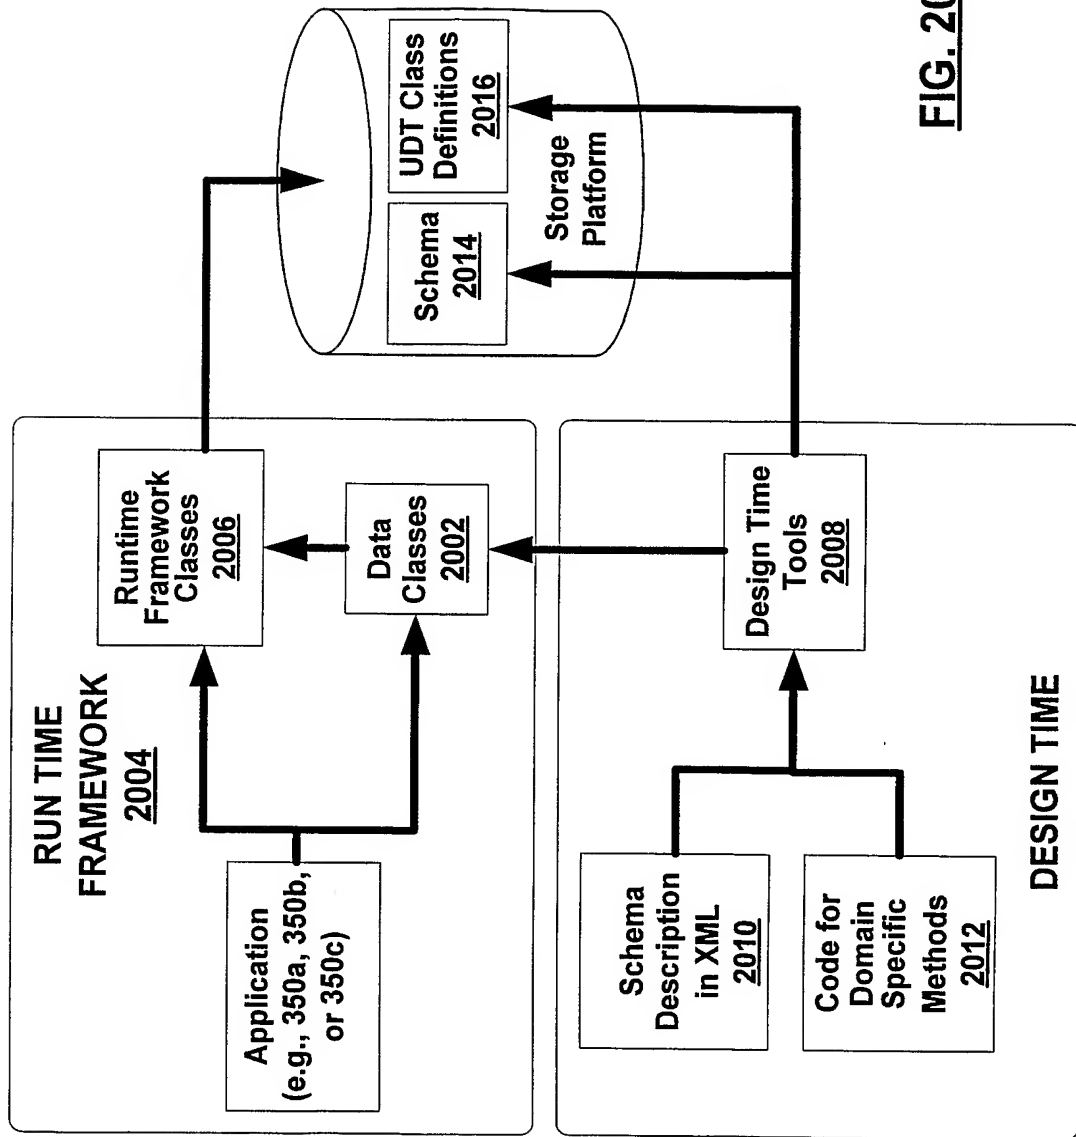 RUN TIME
FRAMEWORK
2004
Application
(e.g., 350a, 350b,
or 350c)
Runtime
Framework
Classes
2006
Data
Classes
2002
Schema
Description
in XML
2010
Code for
Domain
Specific
Methods
2012
Design Time
Tools
2008
DESIGN TIME
Schema
2014
UDT Class
Definitions
2016
Storage
Platform
FIG. 20